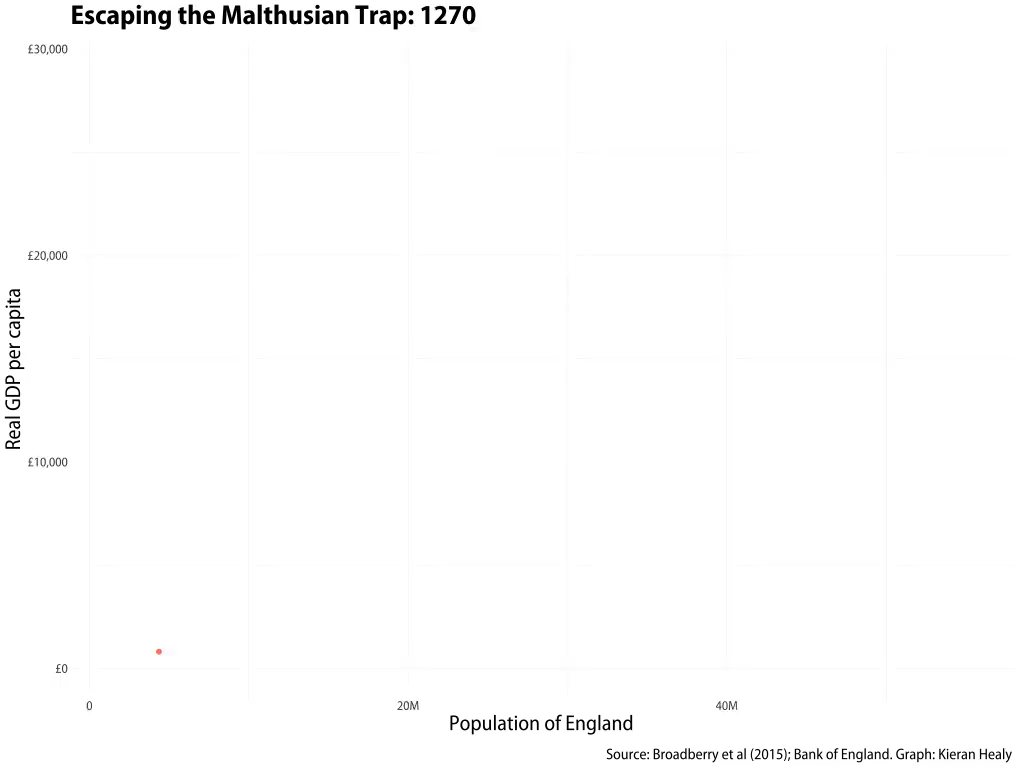 Escaping the Malthusian Trap: 1270
£30,000
£20,000
£10,000
£0
Real GDP per capita
0
20M
40M
Population of England
Source: Broadberry et al (2015); Bank of England. Graph: Kieran Healy